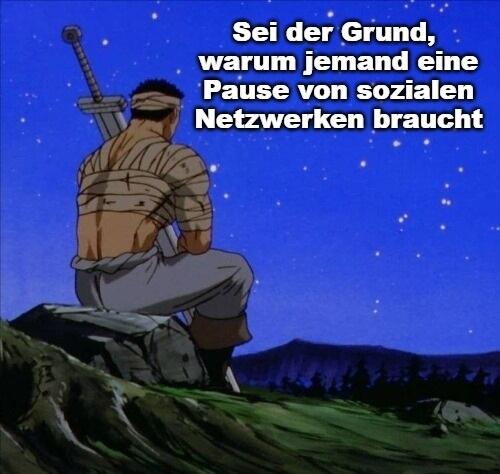 Sei der Grund,
warum jemand eine
Pause von sozialen
Netzwerken braucht